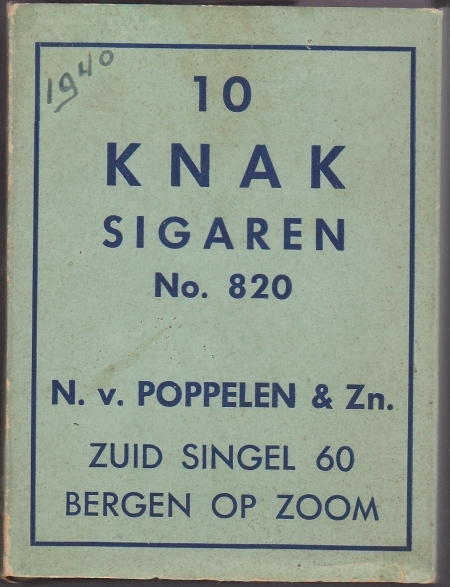 1940
10
KNAK
SIGAREN
No. 820
N. v. POPPELEN & Zn.
ZUID SINGEL 60
BERGEN OP ZOOM